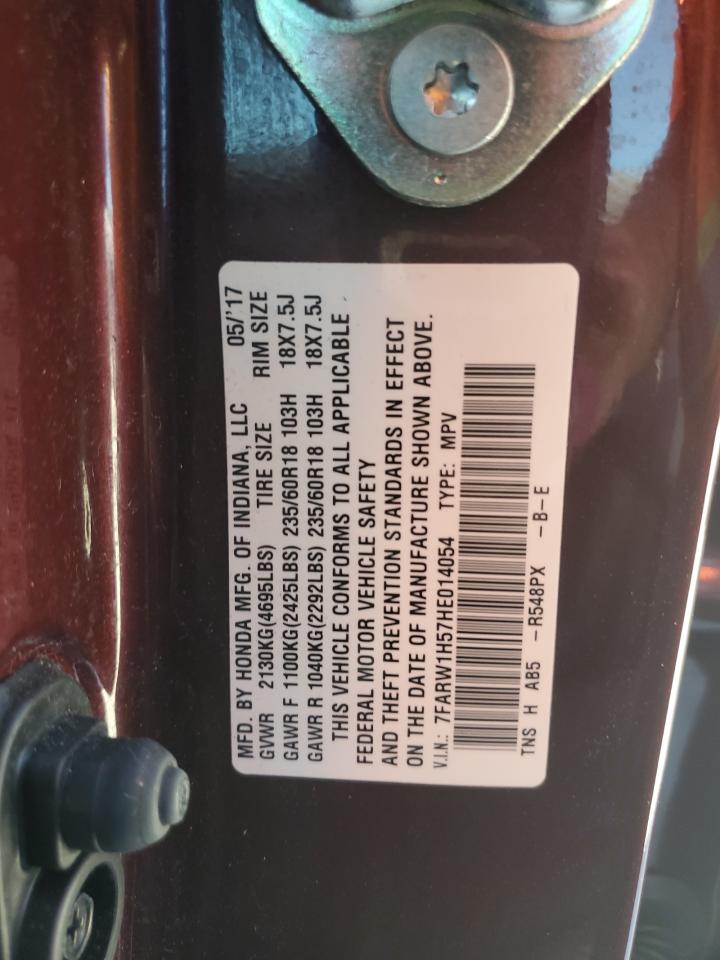 MFD. BY HONDA MFG. OF INDIANA, LLC 05/'17
GVWR 2130KG(4695LBS) TIRE SIZE RIM SIZE
GAWR F 1100KG(2425LBS) 235/60R18 103H 18X7.5J
GAWR R 1040KG(2292LBS) 235/60R18 103H 18X7.5J
THIS VEHICLE CONFORMS TO ALL APPLICABLE
FEDERAL MOTOR VEHICLE SAFETY
AND THEFT PREVENTION STANDARDS IN EFFECT
ON THE DATE OF MANUFACTURE SHOWN ABOVE.
V.I.N.: 7FARW1H57HE014054 TYPE: MPV
TNS H AB5 -R548PX -B-E